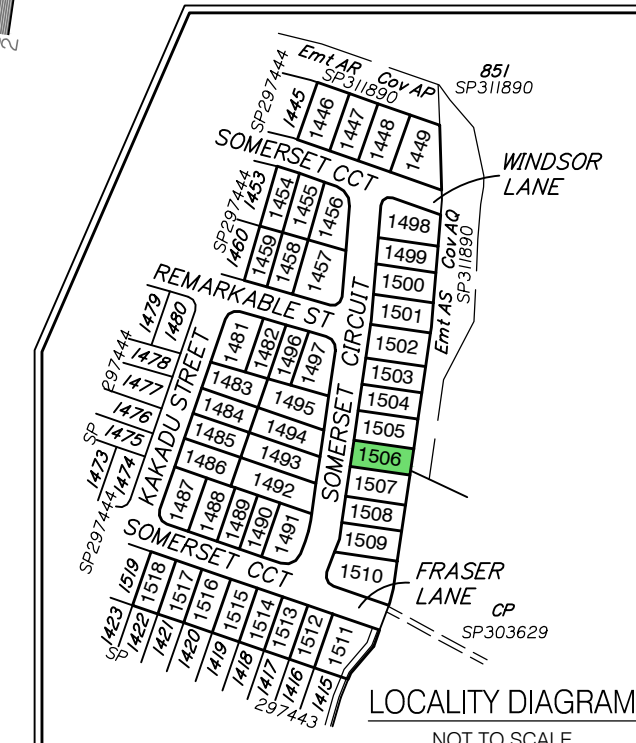 2
Emt AR
Cov AP
SP311890
851
SP311890
SP297444
1445
1446
1447
1448
1449
SOMERSET CCT
WINDSOR
LANE
SP297444
1453
1454
1455
1456
1460
1459
1458
1457
1498
1499
1500
1501
1502
1503
1504
1505
1506
1507
1508
1509
1510
Emt AS
Cov AQ
SP311890
REMARKABLE ST
SOMERSET CIRCUIT
KAKADU STREET
1479
1480
297444
1478
1477
1476
1475
SP
1473
1474
SP297444
1481
1482
1496
1497
1483
1495
1484
1494
1485
1493
1486
1492
1487
1488
1489
1490
1491
SOMERSET CCT
FRASER
LANE
CP
SP303629
1519
1518
1517
1516
1515
1514
1513
1512
1511
1423
1422
1421
1420
1419
1418
1417
1416
1415
SP
297443
LOCALITY DIAGRAM
NOT TO SCALE